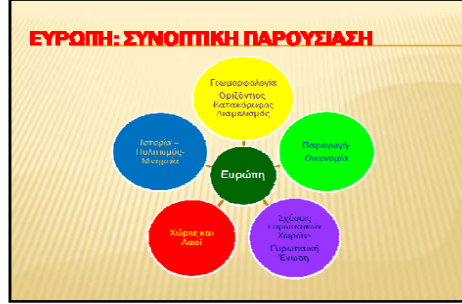 ΕΥΡΩΠΗ: ΣΥΝΟΠΤΙΚΗ ΠΑΡΟΥΣΙΑΣΗ
Γεωμορφολογία
Οριζόντιος
Κατακόρυφος
Διαμελισμός
Παραγωγή-
Οικονομία
Σχέσεις
Ευρωπαϊκών
Χωρών-
Ευρωπαϊκή
Ένωση
Χώρες και
Λαοί
Ιστορία –
Πολιτισμός-
Μνημεία
Ευρώπη